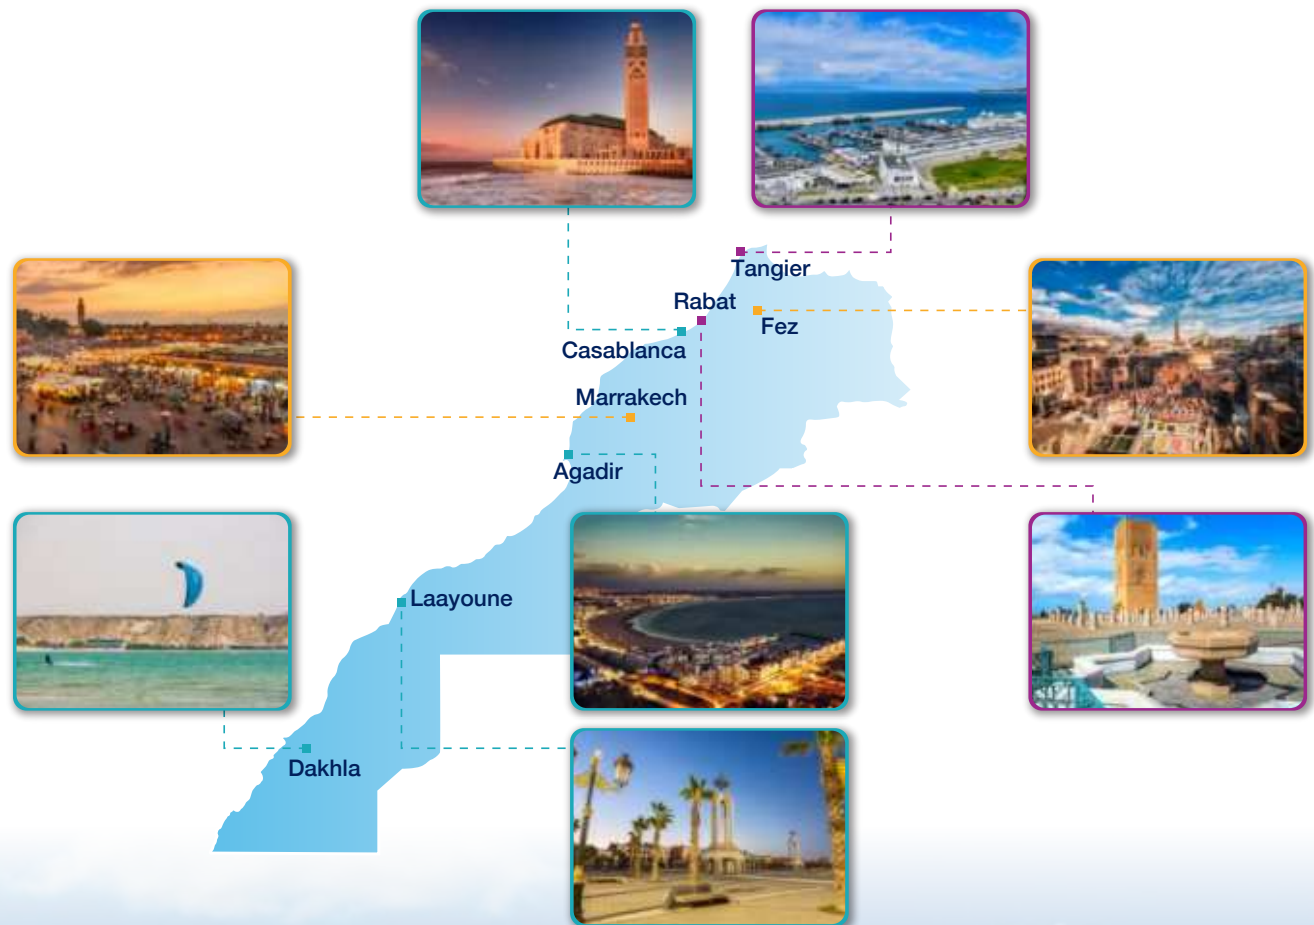 Tangier
Rabat
Fez
Casablanca
Marrakech
Agadir
Laayoune
Dakhla